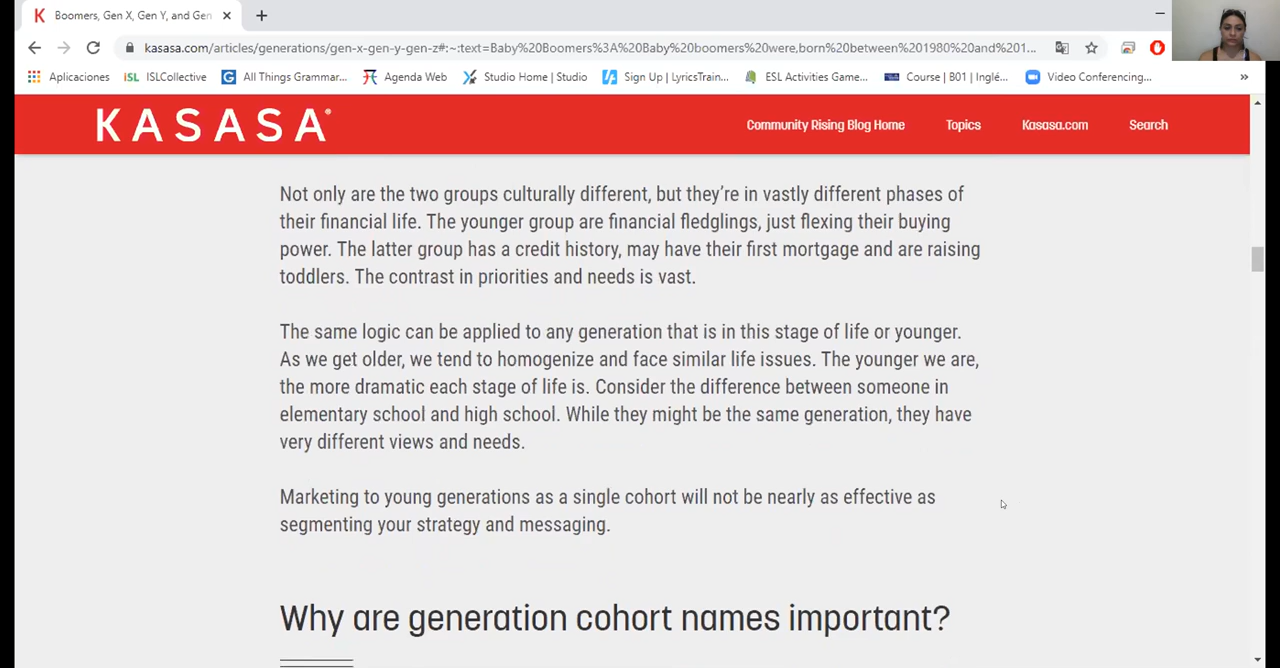 Boomers, Gen X, Gen Y, and Gen
kasasa.com/articles/generations/gen-x-gen-y-gen-z#:~:text=Baby%20Boomers%3A%20Baby%20boomers%20were,born%20between%201980%20and%201...
Aplicaciones iSL ISLCollective G All Things Grammar... Agenda Web Studio Home | Studio Sign Up | LyricsTrain... ESL Activities Game... Course | B01 | Inglé... Video Conferencing... »
KASASA® Community Rising Blog Home Topics Kasasa.com Search
Not only are the two groups culturally different, but they’re in vastly different phases of
their financial life. The younger group are financial fledglings, just flexing their buying
power. The latter group has a credit history, may have their first mortgage and are raising
toddlers. The contrast in priorities and needs is vast.
The same logic can be applied to any generation that is in this stage of life or younger.
As we get older, we tend to homogenize and face similar life issues. The younger we are,
the more dramatic each stage of life is. Consider the difference between someone in
elementary school and high school. While they might be the same generation, they have
very different views and needs.
Marketing to young generations as a single cohort will not be nearly as effective as
segmenting your strategy and messaging.
Why are generation cohort names important?